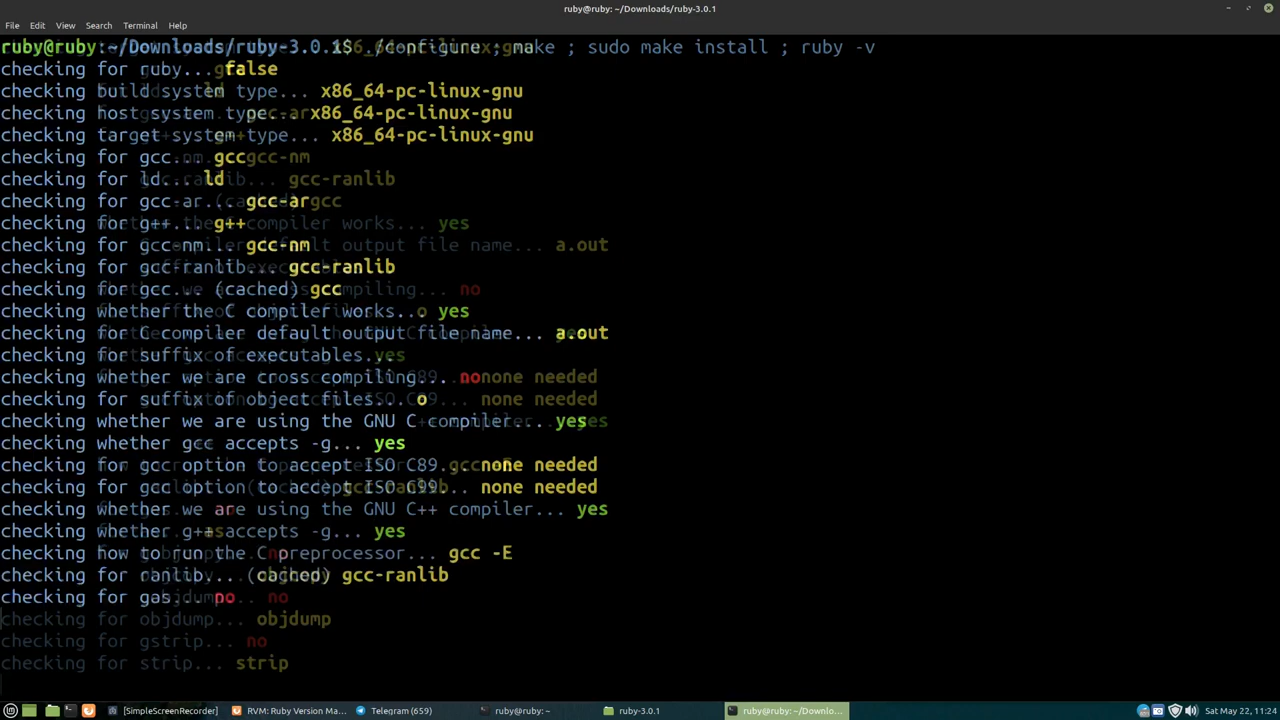 ruby@ruby: ~/Downloads/ruby-3.0.1
File Edit View Search Terminal Help
ruby@ruby:~/Downloads/ruby-3.0.1$ ./configure ; make ; sudo make install ; ruby -v
checking for ruby... false
checking build system type... x86_64-pc-linux-gnu
checking host system type... x86_64-pc-linux-gnu
checking target system type... x86_64-pc-linux-gnu
checking for gcc... gcc
checking for ld... ld
checking for gcc-ar... gcc-ar
checking for g++... g++
checking for gcc-nm... gcc-nm
checking for gcc-ranlib... gcc-ranlib
checking for gcc... (cached) gcc
checking whether the C compiler works... yes
checking for C compiler default output file name... a.out
checking for suffix of executables...
checking whether we are cross compiling... no
checking for suffix of object files... o
checking whether we are using the GNU C compiler... yes
checking whether gcc accepts -g... yes
checking for gcc option to accept ISO C89... none needed
checking for gcc option to accept ISO C99... none needed
checking whether we are using the GNU C++ compiler... yes
checking whether g++ accepts -g... yes
checking how to run the C preprocessor... gcc -E
checking for ranlib... (cached) gcc-ranlib
checking for gas... no
checking for objdump... objdump
checking for gstrip... no
checking for strip... strip
[SimpleScreenRecorder] RVM: Ruby Version Ma... Telegram (659) ruby@ruby: ~ ruby-3.0.1 ruby@ruby: ~/Downlo... Sat May 22, 11:24